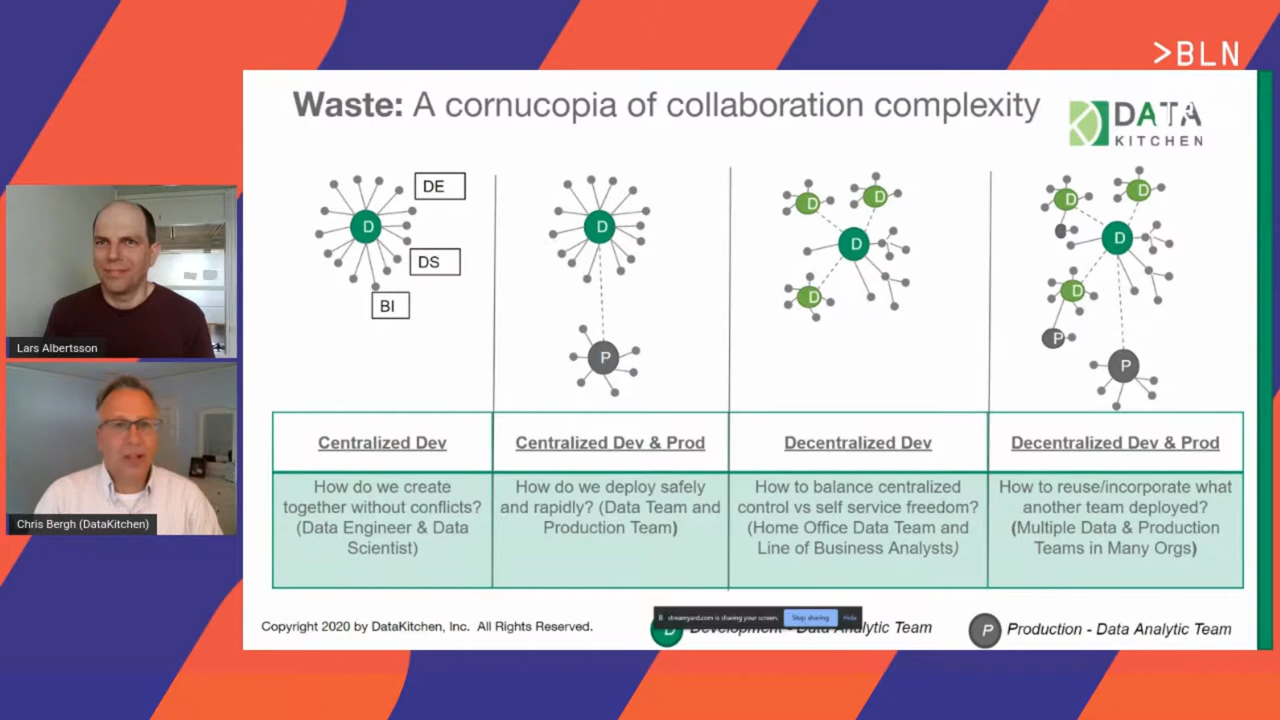 >BLN
Waste: A cornucopia of collaboration complexity
DATA
KITCHEN
DE
DS
BI
D
D
P
D
D
D
D
D
D
D
D
P
P
Lars Albertsson
Chris Bergh (DataKitchen)
Centralized Dev
Centralized Dev & Prod
Decentralized Dev
Decentralized Dev & Prod
How do we create
together without conflicts?
(Data Engineer & Data
Scientist)
How do we deploy safely
and rapidly? (Data Team and
Production Team)
How to balance centralized
control vs self service freedom?
(Home Office Data Team and
Line of Business Analysts)
How to reuse/incorporate what
another team deployed?
(Multiple Data & Production
Teams in Many Orgs)
streamyard.com is sharing your screen.
Stop sharing
Hide
Copyright 2020 by DataKitchen, Inc. All Rights Reserved.
D
Development - Data Analytic Team
P
Production - Data Analytic Team